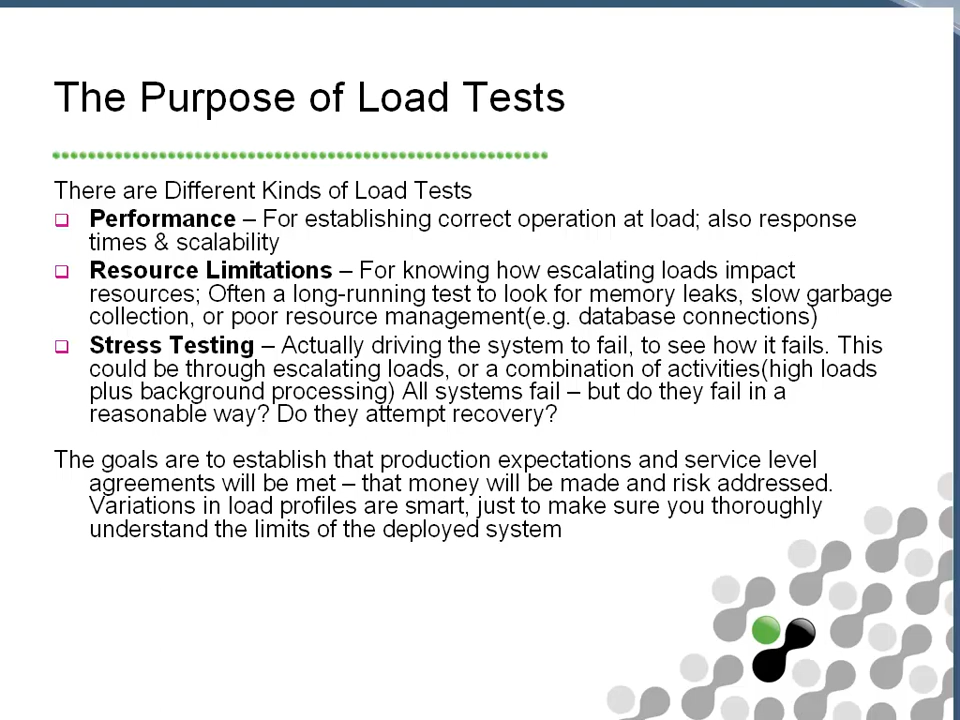 The Purpose of Load Tests
There are Different Kinds of Load Tests
Performance – For establishing correct operation at load; also response
times & scalability
Resource Limitations – For knowing how escalating loads impact
resources; Often a long-running test to look for memory leaks, slow garbage
collection, or poor resource management(e.g. database connections)
Stress Testing – Actually driving the system to fail, to see how it fails. This
could be through escalating loads, or a combination of activities(high loads
plus background processing) All systems fail – but do they fail in a
reasonable way? Do they attempt recovery?
The goals are to establish that production expectations and service level
agreements will be met – that money will be made and risk addressed.
Variations in load profiles are smart, just to make sure you thoroughly
understand the limits of the deployed system